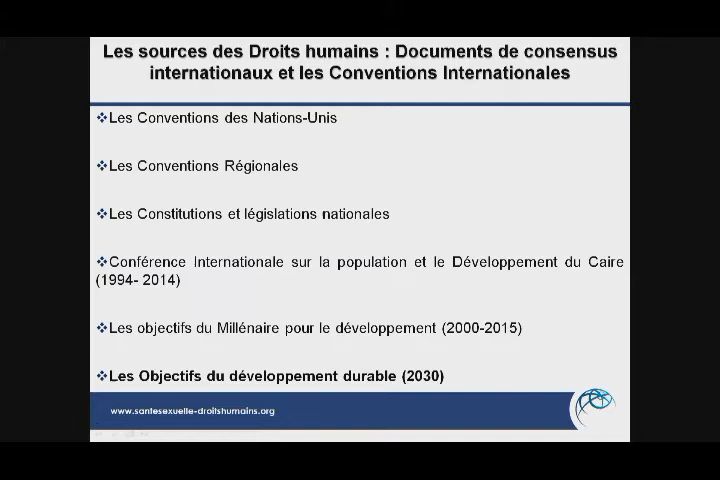 Les sources des Droits humains : Documents de consensus
internationaux et les Conventions Internationales
❖Les Conventions des Nations-Unis
❖Les Conventions Régionales
❖Les Constitutions et législations nationales
❖Conférence Internationale sur la population et le Développement du Caire
(1994- 2014)
❖Les objectifs du Millénaire pour le développement (2000-2015)
❖Les Objectifs du développement durable (2030)
www.santesexuelle-droitshumains.org